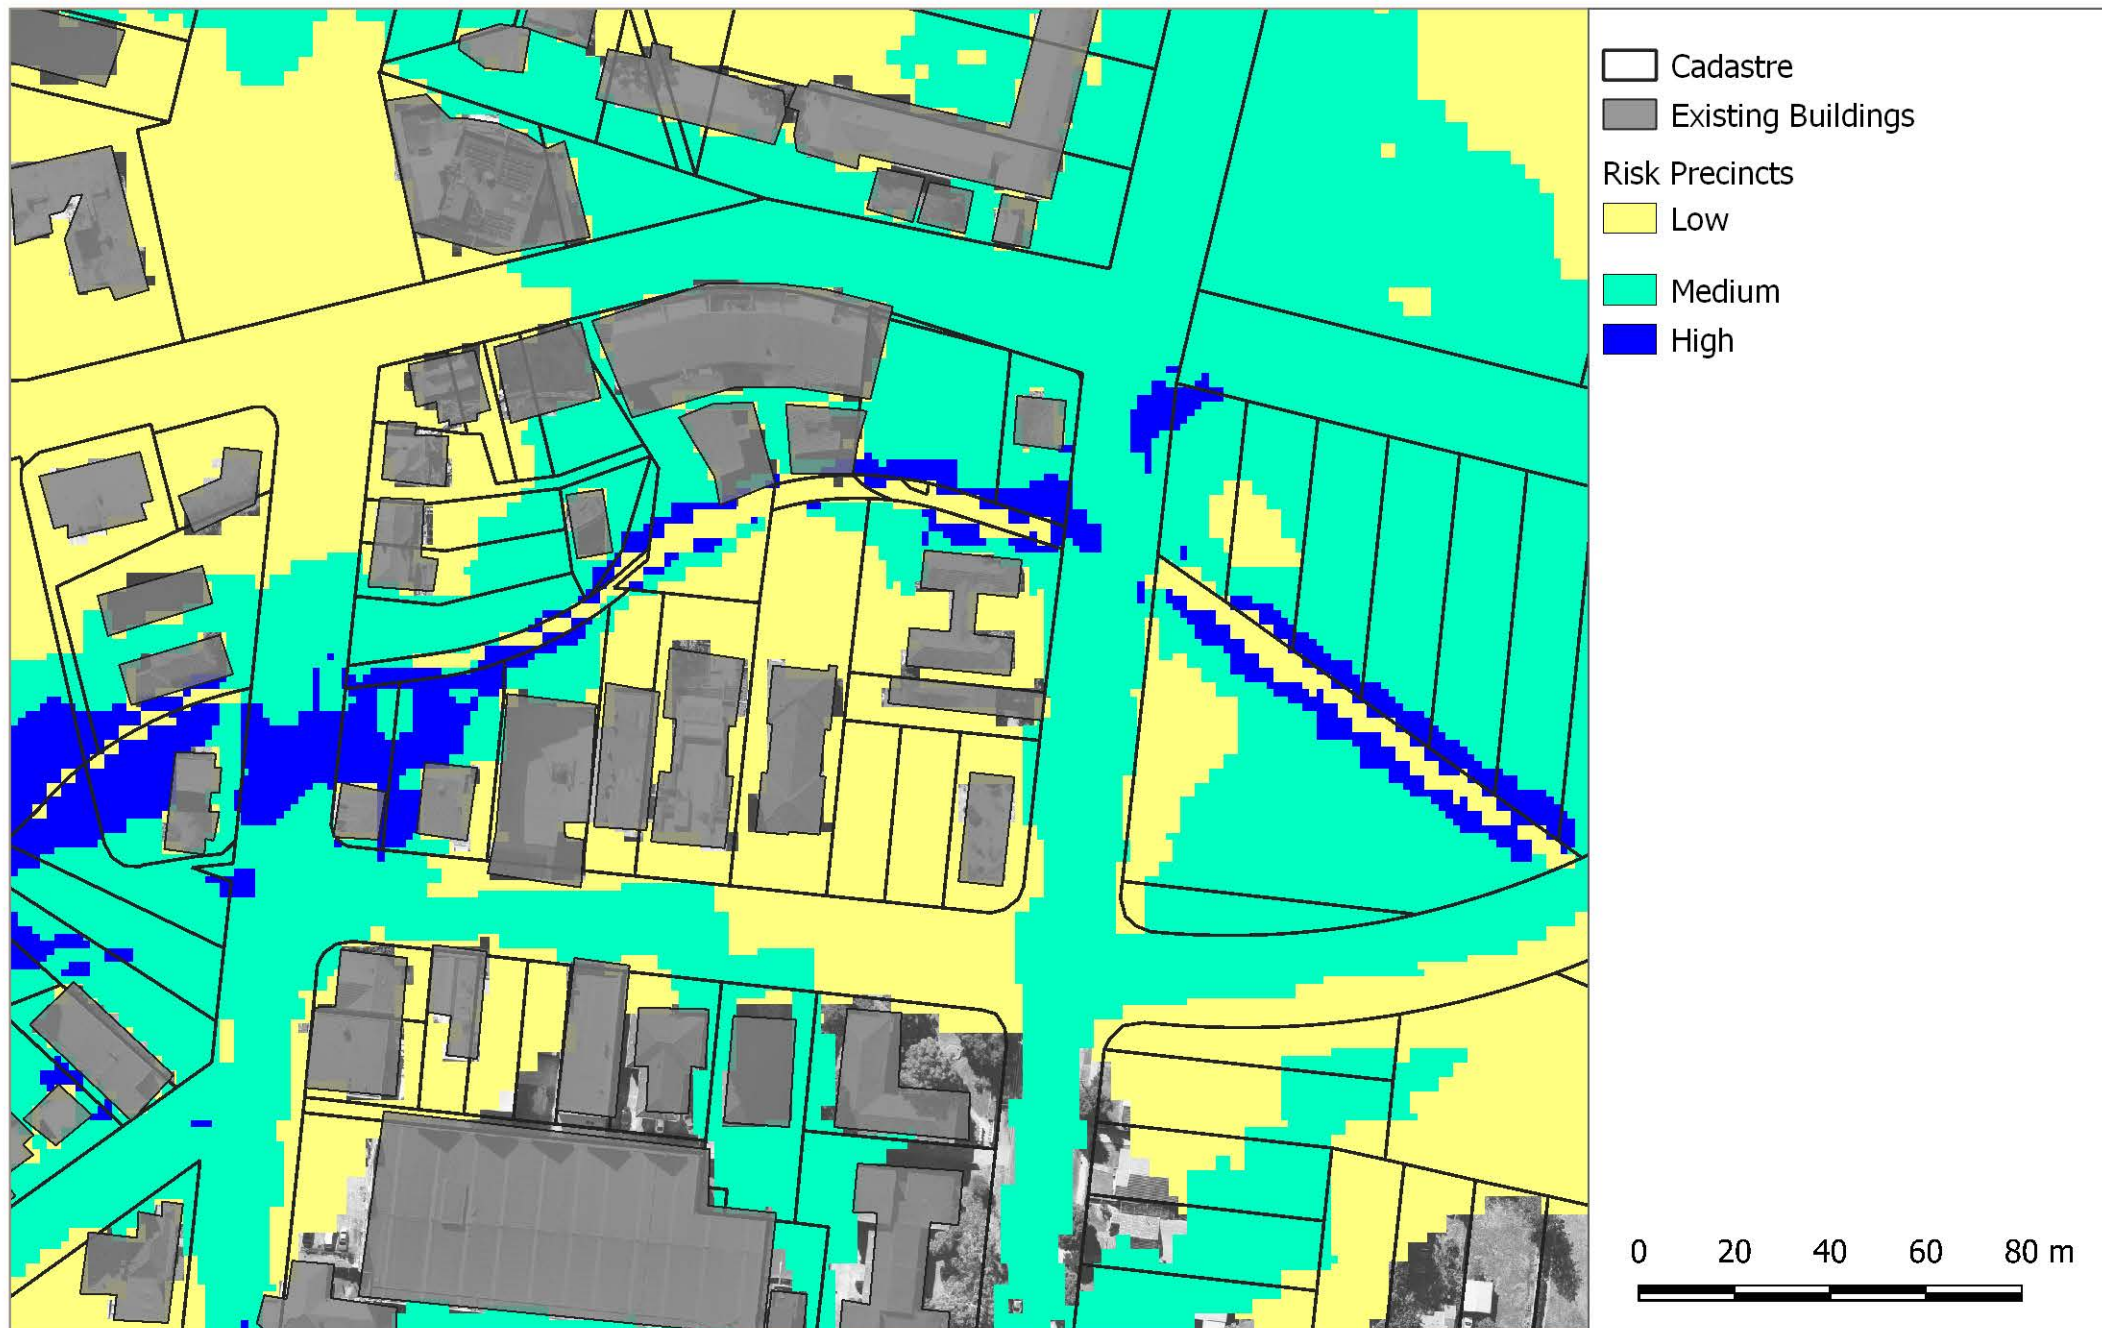 Cadastre
Existing Buildings
Risk Precincts
Low
Medium
High
0 20 40 60 80 m